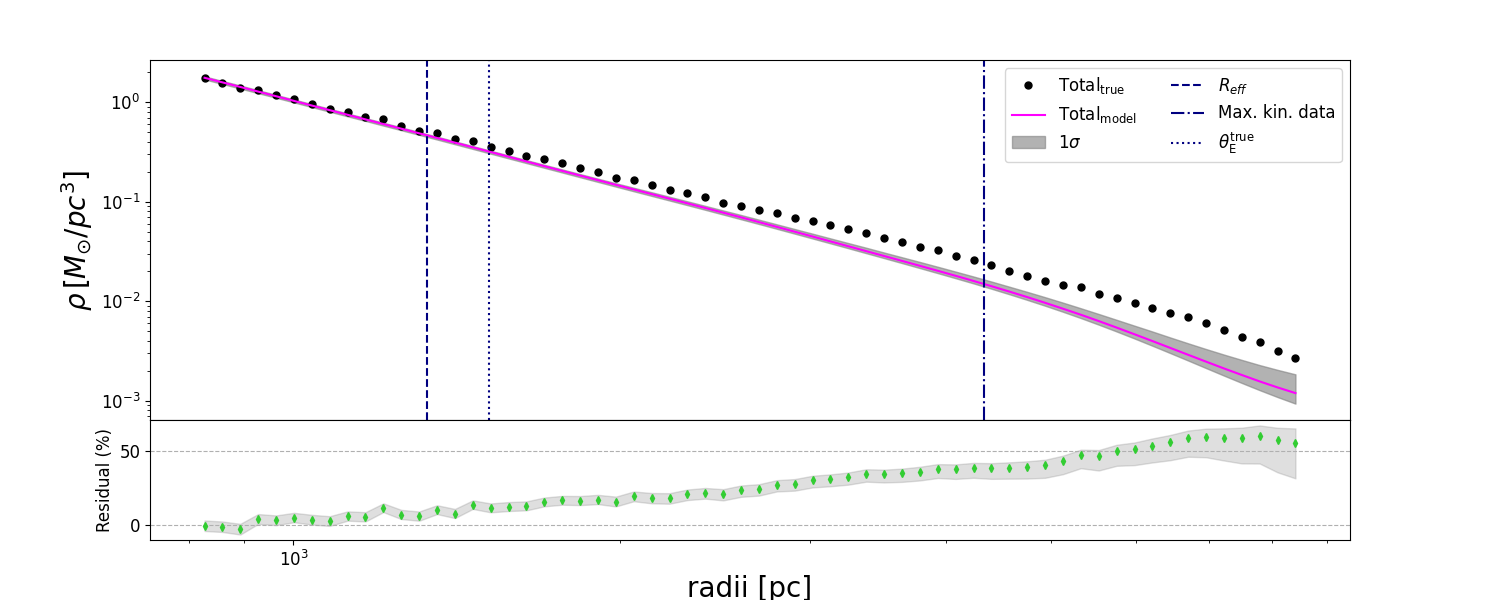 Total_true
Total_model
1σ
R_eff
Max. kin. data
θ_E^true
ρ [M_⊙/pc^3]
10^0
10^-1
10^-2
10^-3
Residual (%)
50
0
10^3
radii [pc]